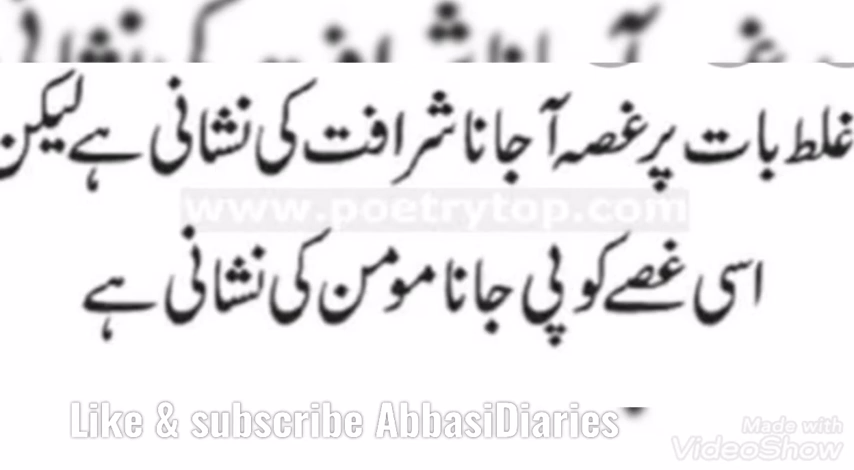 غلط بات پر غصہ آ جانا شرافت کی نشانی ہے لیکن
www.poetrytop.com
اسی غصے کو پی جانا مومن کی نشانی ہے
Like & subscribe AbbasiDiaries
Made with
VideoShow